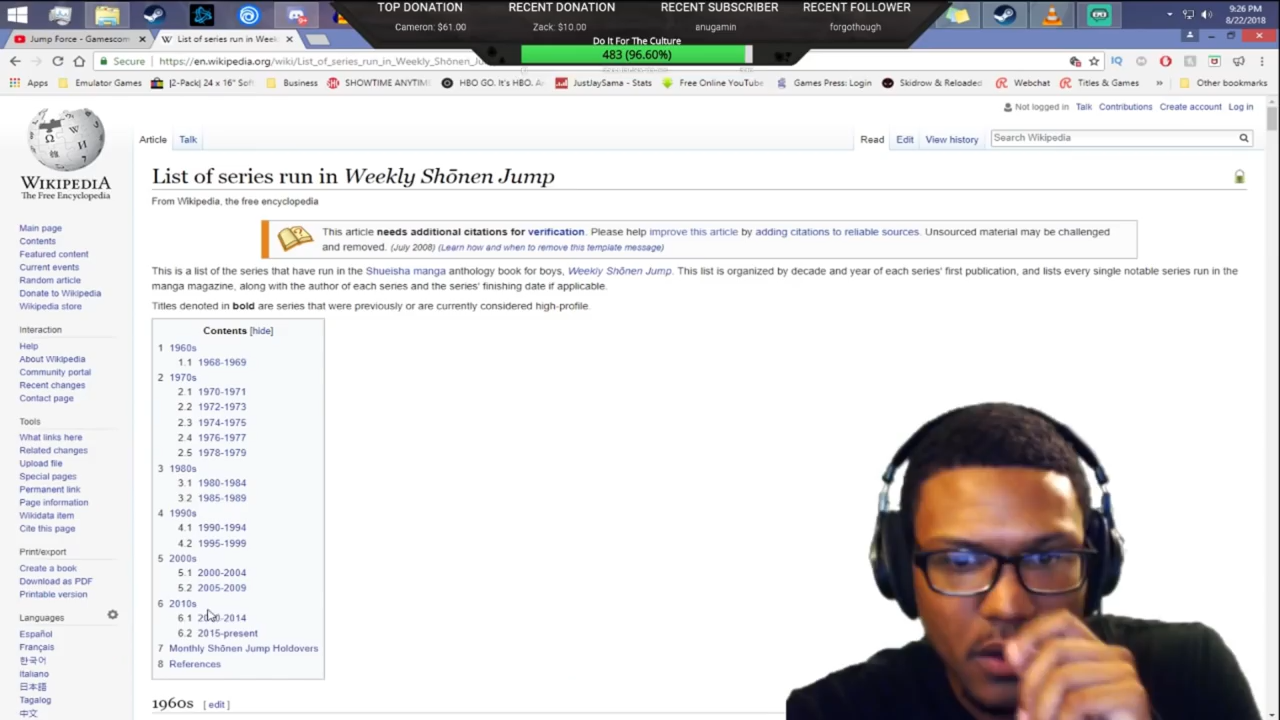 TOP DONATION
RECENT DONATION
RECENT SUBSCRIBER
RECENT FOLLOWER
Cameron: $61.00
Zack: $10.00
anugamin
forgothough
9:26 PM
8/22/2018
Do It For The Culture
483 (96.60%)
Jump Force - Gamescon
List of series run in Week
Secure
https://en.wikipedia.org/wiki/List_of_series_run_in_Weekly_Shōnen_Ju
Apps
Emulator Games
[2-Pack] 24 x 16" Soft
Business
SHOWTIME ANYTIME
HBO GO. It's HBO. A
JustJaySama - Stats
Free Online YouTube
Games Press: Login
Skidrow & Reloaded
Webchat
Titles & Games
»
Other bookmarks
Not logged in Talk Contributions Create account Log in
Article Talk
Read Edit View history
Search Wikipedia
WIKIPEDIA
The Free Encyclopedia
Main page
Contents
Featured content
Current events
Random article
Donate to Wikipedia
Wikipedia store
Interaction
Help
About Wikipedia
Community portal
Recent changes
Contact page
Tools
What links here
Related changes
Upload file
Special pages
Permanent link
Page information
Wikidata item
Cite this page
Print/export
Create a book
Download as PDF
Printable version
Languages
Español
Français
한국어
Italiano
日本語
Tagalog
中文
List of series run in Weekly Shōnen Jump
From Wikipedia, the free encyclopedia
This article needs additional citations for verification. Please help improve this article by adding citations to reliable sources. Unsourced material may be challenged
and removed. (July 2008) (Learn how and when to remove this template message)
This is a list of the series that have run in the Shueisha manga anthology book for boys, Weekly Shōnen Jump. This list is organized by decade and year of each series' first publication, and lists every single notable series run in the
manga magazine, along with the author of each series and the series' finishing date if applicable.
Titles denoted in bold are series that were previously or are currently considered high-profile.
Contents [hide]
1 1960s
1.1 1968-1969
2 1970s
2.1 1970-1971
2.2 1972-1973
2.3 1974-1975
2.4 1976-1977
2.5 1978-1979
3 1980s
3.1 1980-1984
3.2 1985-1989
4 1990s
4.1 1990-1994
4.2 1995-1999
5 2000s
5.1 2000-2004
5.2 2005-2009
6 2010s
6.1 2010-2014
6.2 2015-present
7 Monthly Shōnen Jump Holdovers
8 References
1960s [ edit ]